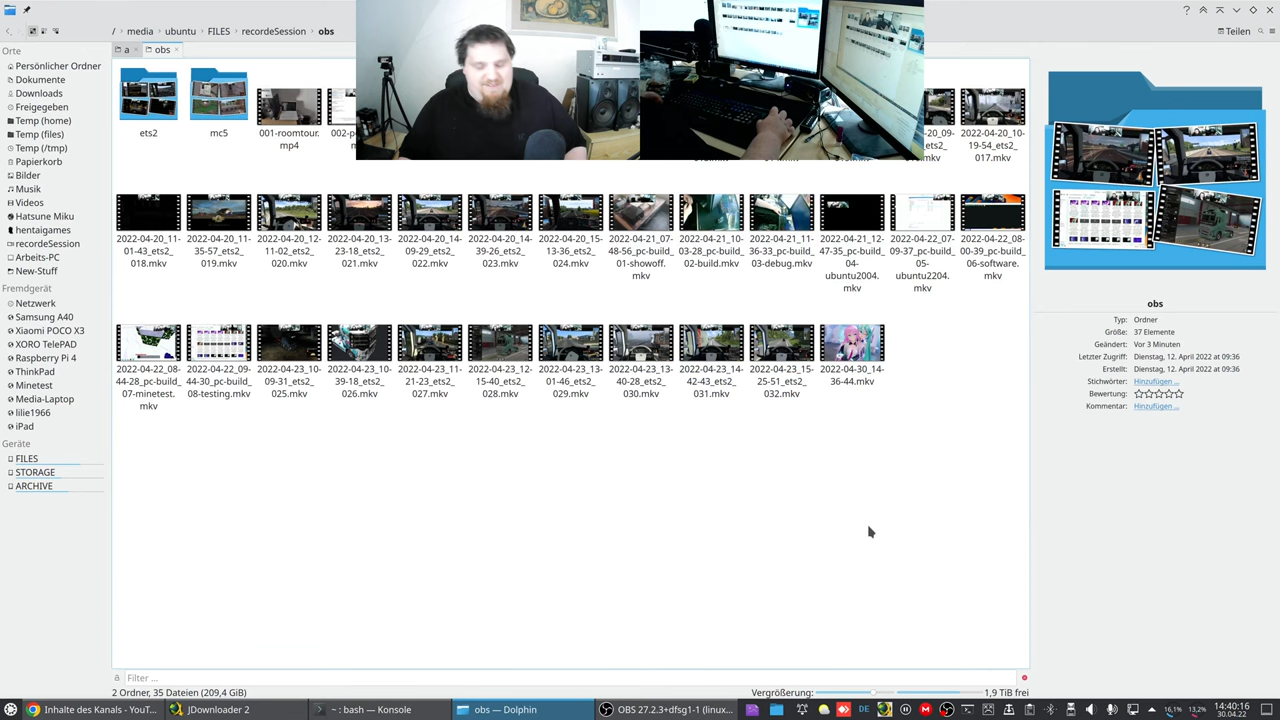 media > ubuntu > FILES > recordeSession > obs
Teilen
Orte
a
obs
Persönlicher Ordner
Dokumente
Downloads
Freigegeben
Temp (home)
Temp (files)
Temp (/tmp)
Papierkorb
Bilder
Musik
Videos
Hatsune Miku
hentaigames
recordeSession
Arbeits-PC
New-Stuff
Fremdgerät
Netzwerk
Samsung A40
Xiaomi POCO X3
XORO TelePAD
Raspberry Pi 4
ThinkPad
Minetest
Media-Laptop
lilie1966
iPad
Geräte
FILES
STORAGE
ARCHIVE
ets2
mc5
001-roomtour.
mp4
2022-04-20_10-
19-54_ets2_
017.mkv
2022-04-20_11-
01-43_ets2_
018.mkv
2022-04-20_11-
35-57_ets2_
019.mkv
2022-04-20_12-
11-02_ets2_
020.mkv
2022-04-20_13-
23-18_ets2_
021.mkv
2022-04-20_14-
09-29_ets2_
022.mkv
2022-04-20_14-
39-26_ets2_
023.mkv
2022-04-20_15-
13-36_ets2_
024.mkv
2022-04-21_07-
48-56_pc-build_
01-showoff.
mkv
2022-04-21_10-
03-28_pc-build_
02-build.mkv
2022-04-21_11-
36-33_pc-build_
03-debug.mkv
2022-04-21_12-
47-35_pc-build_
04-
ubuntu2004.
mkv
2022-04-22_07-
09-37_pc-build_
05-
ubuntu2204.
mkv
2022-04-22_08-
00-39_pc-build_
06-software.
mkv
2022-04-22_08-
44-28_pc-build_
07-minetest.
mkv
2022-04-22_09-
44-30_pc-build_
08-testing.mkv
2022-04-23_10-
09-31_ets2_
025.mkv
2022-04-23_10-
39-18_ets2_
026.mkv
2022-04-23_11-
21-23_ets2_
027.mkv
2022-04-23_12-
15-40_ets2_
028.mkv
2022-04-23_13-
01-46_ets2_
029.mkv
2022-04-23_13-
40-28_ets2_
030.mkv
2022-04-23_14-
42-43_ets2_
031.mkv
2022-04-23_15-
25-51_ets2_
032.mkv
2022-04-30_14-
36-44.mkv
obs
Typ: Ordner
Größe: 37 Elemente
Geändert: Vor 3 Minuten
Letzter Zugriff: Dienstag, 12. April 2022 at 09:36
Erstellt: Dienstag, 12. April 2022 at 09:36
Stichwörter: Hinzufügen ...
Bewertung:
Kommentar: Hinzufügen ...
Filter ...
2 Ordner, 35 Dateien (209,4 GiB)
Vergrößerung:
1,9 TiB frei
Inhalte des Kanals - YouT...
JDownloader 2
~ : bash — Konsole
obs — Dolphin
OBS 27.2.3+dfsg1-1 (linux...
DE
14:40:16
30.04.22